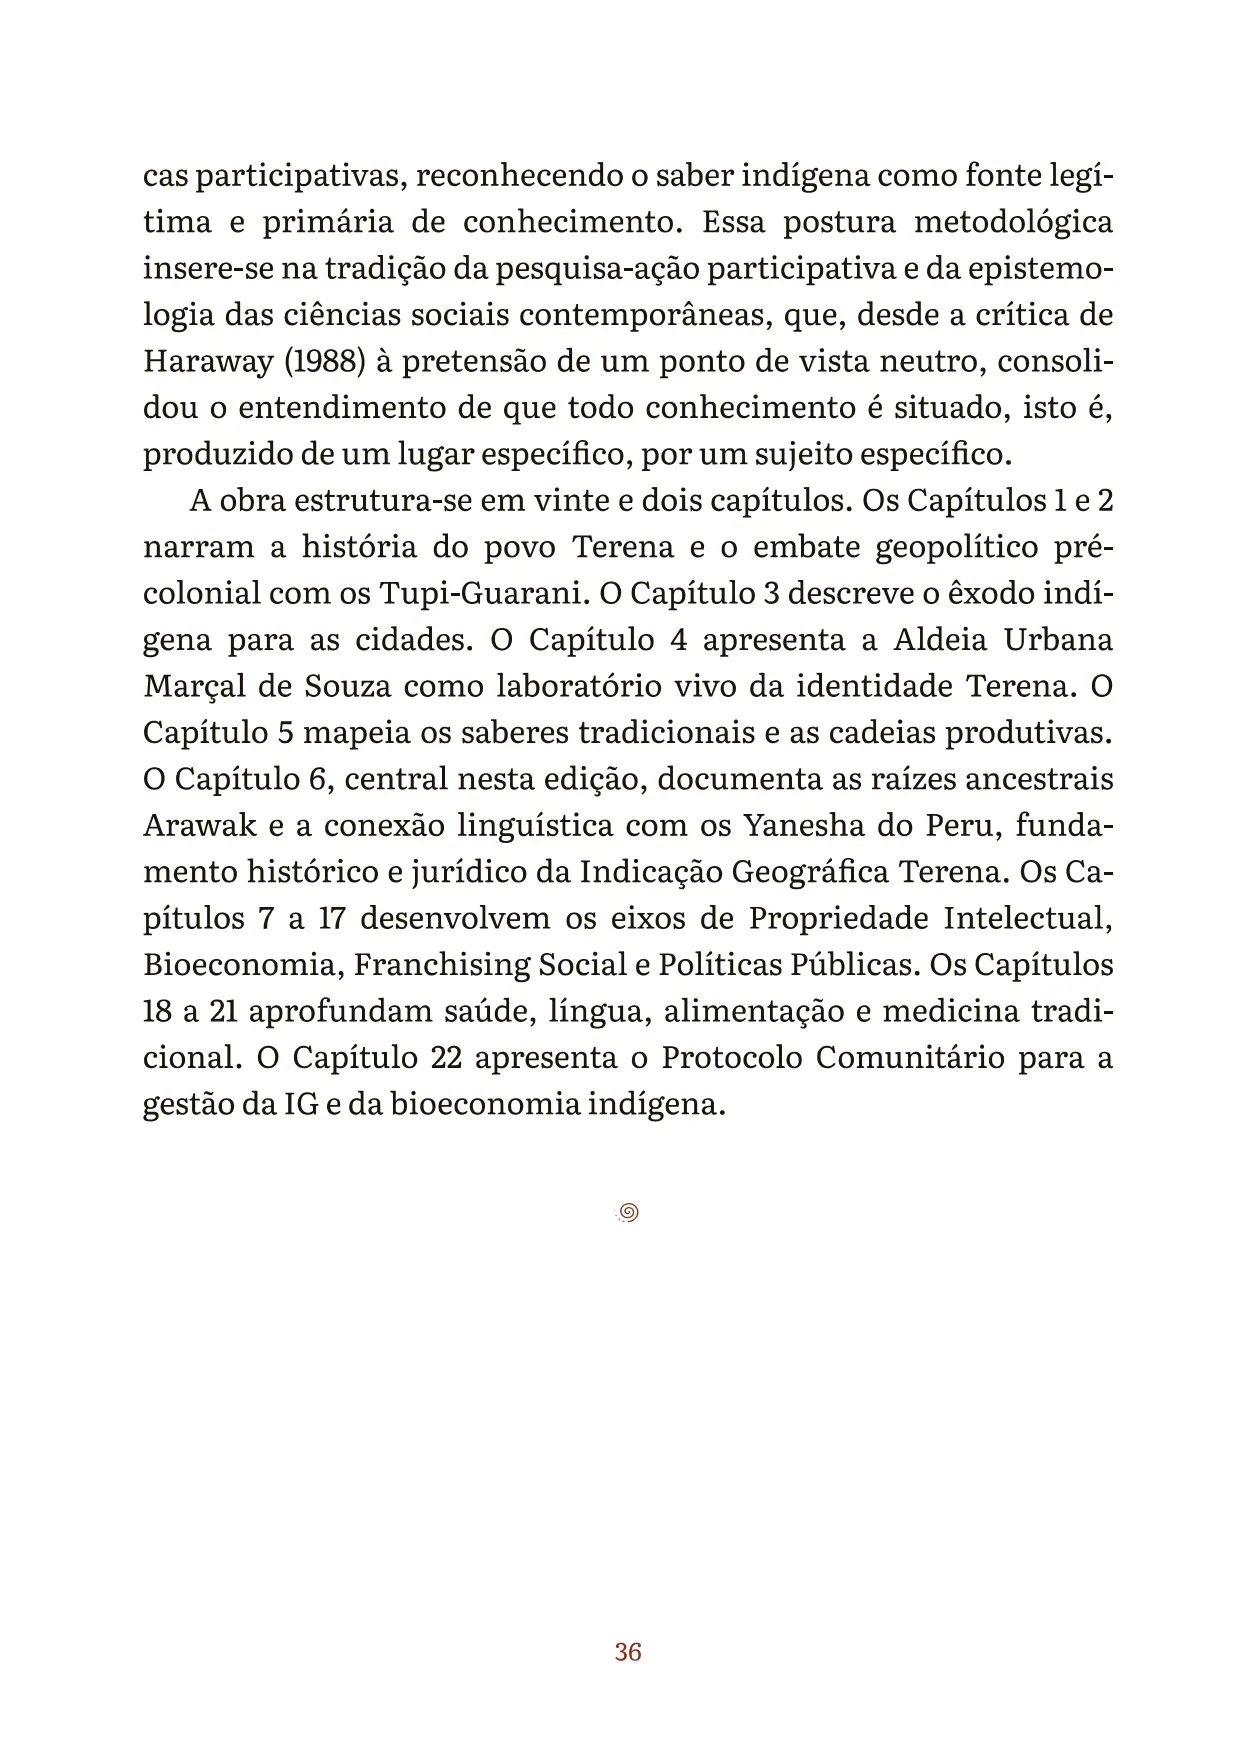 cas participativas, reconhecendo o saber indígena como fonte legí-
tima e primária de conhecimento. Essa postura metodológica
insere-se na tradição da pesquisa-ação participativa e da epistemo-
logia das ciências sociais contemporâneas, que, desde a crítica de
Haraway (1988) à pretensão de um ponto de vista neutro, consoli-
dou o entendimento de que todo conhecimento é situado, isto é,
produzido de um lugar específico, por um sujeito específico.
A obra estrutura-se em vinte e dois capítulos. Os Capítulos 1 e 2
narram a história do povo Terena e o embate geopolítico pré-
colonial com os Tupi-Guarani. O Capítulo 3 descreve o êxodo indí-
gena para as cidades. O Capítulo 4 apresenta a Aldeia Urbana
Marçal de Souza como laboratório vivo da identidade Terena. O
Capítulo 5 mapeia os saberes tradicionais e as cadeias produtivas.
O Capítulo 6, central nesta edição, documenta as raízes ancestrais
Arawak e a conexão linguística com os Yanesha do Peru, funda-
mento histórico e jurídico da Indicação Geográfica Terena. Os Ca-
pítulos 7 a 17 desenvolvem os eixos de Propriedade Intelectual,
Bioeconomia, Franchising Social e Políticas Públicas. Os Capítulos
18 a 21 aprofundam saúde, língua, alimentação e medicina tradi-
cional. O Capítulo 22 apresenta o Protocolo Comunitário para a
gestão da IG e da bioeconomia indígena.
36